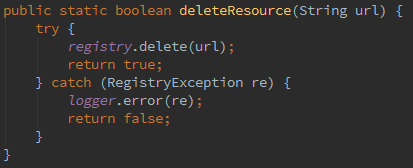 public static boolean deleteResource(String url) {
    try {
        registry.delete(url);
        return true;
    } catch (RegistryException re) {
        logger.error(re);
        return false;
    }
}